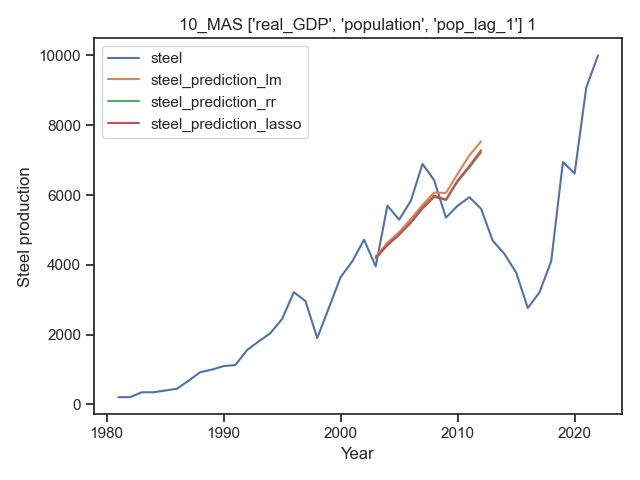 10_MAS ['real_GDP', 'population', 'pop_lag_1'] 1
steel
steel_prediction_lm
steel_prediction_rr
steel_prediction_lasso
Steel production
10000
8000
6000
4000
2000
0
1980 1990 2000 2010 2020
Year